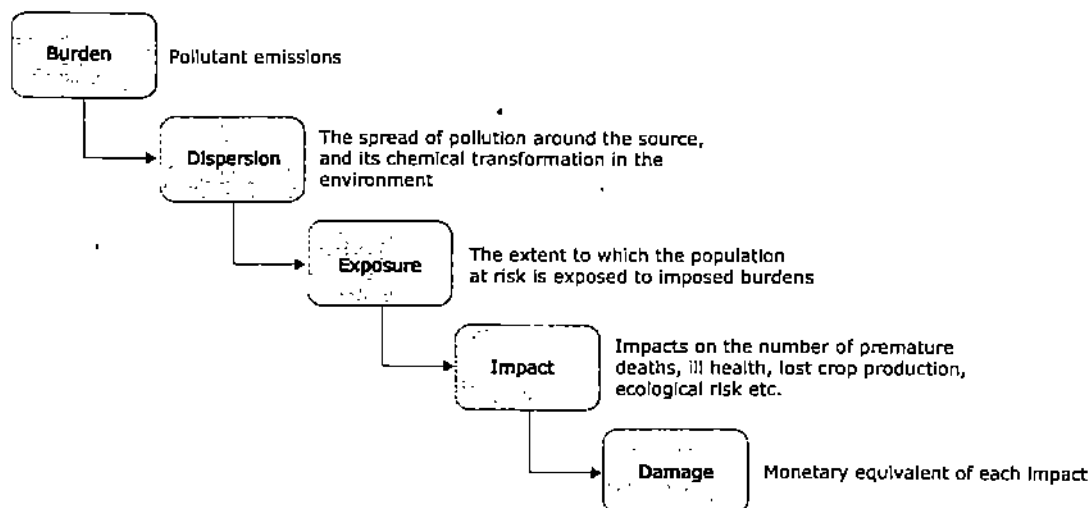 Burden
Pollutant emissions
Dispersion
The spread of pollution around the source,
and its chemical transformation in the
environment
Exposure
The extent to which the population
at risk is exposed to imposed burdens
Impact
Impacts on the number of premature
deaths, ill health, lost crop production,
ecological risk etc.
Damage
Monetary equivalent of each impact